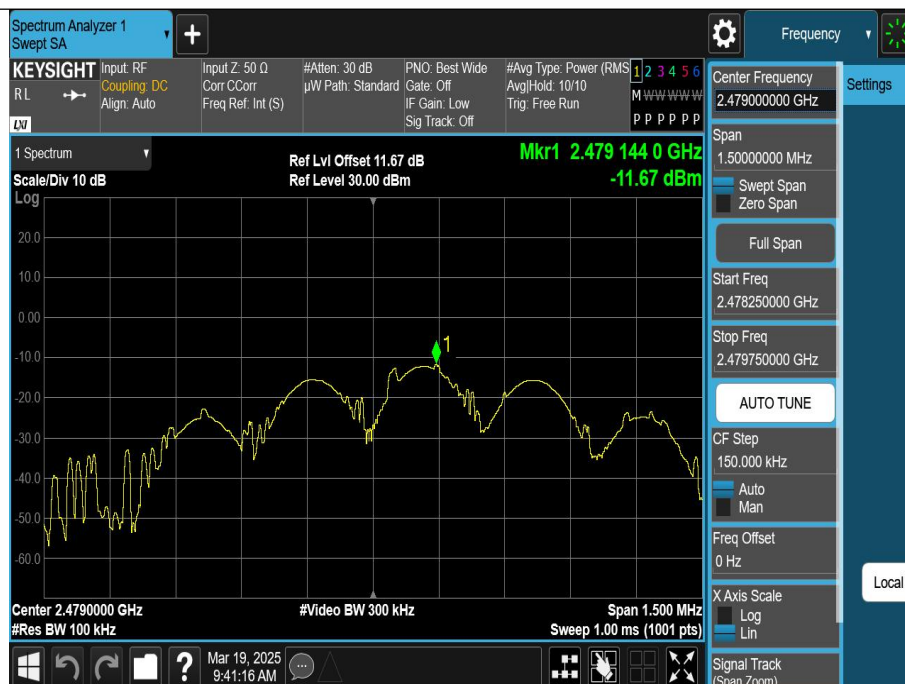 Spectrum Analyzer 1
Swept SA
+
Frequency
KEYSIGHT
RL
LXI
Input: RF
Coupling: DC
Align: Auto
Input Z: 50 Ω
Corr CCorr
Freq Ref: Int (S)
#Atten: 30 dB
µW Path: Standard
PNO: Best Wide
Gate: Off
IF Gain: Low
Sig Track: Off
#Avg Type: Power (RMS
Avg|Hold: 10/10
Trig: Free Run
1 2 3 4 5 6
M W W W W W
P P P P P P
1 Spectrum
Scale/Div 10 dB
Log
Ref Lvl Offset 11.67 dB
Ref Level 30.00 dBm
Mkr1 2.479 144 0 GHz
-11.67 dBm
20.0
10.0
0.00
-10.0
-20.0
-30.0
-40.0
-50.0
-60.0
1
Center 2.4790000 GHz
#Res BW 100 kHz
#Video BW 300 kHz
Span 1.500 MHz
Sweep 1.00 ms (1001 pts)
?
Mar 19, 2025
9:41:16 AM
Center Frequency
2.479000000 GHz
Settings
Span
1.50000000 MHz
Swept Span
Zero Span
Full Span
Start Freq
2.478250000 GHz
Stop Freq
2.479750000 GHz
AUTO TUNE
CF Step
150.000 kHz
Auto
Man
Freq Offset
0 Hz
X Axis Scale
Log
Lin
Local
Signal Track
(Span Zoom)